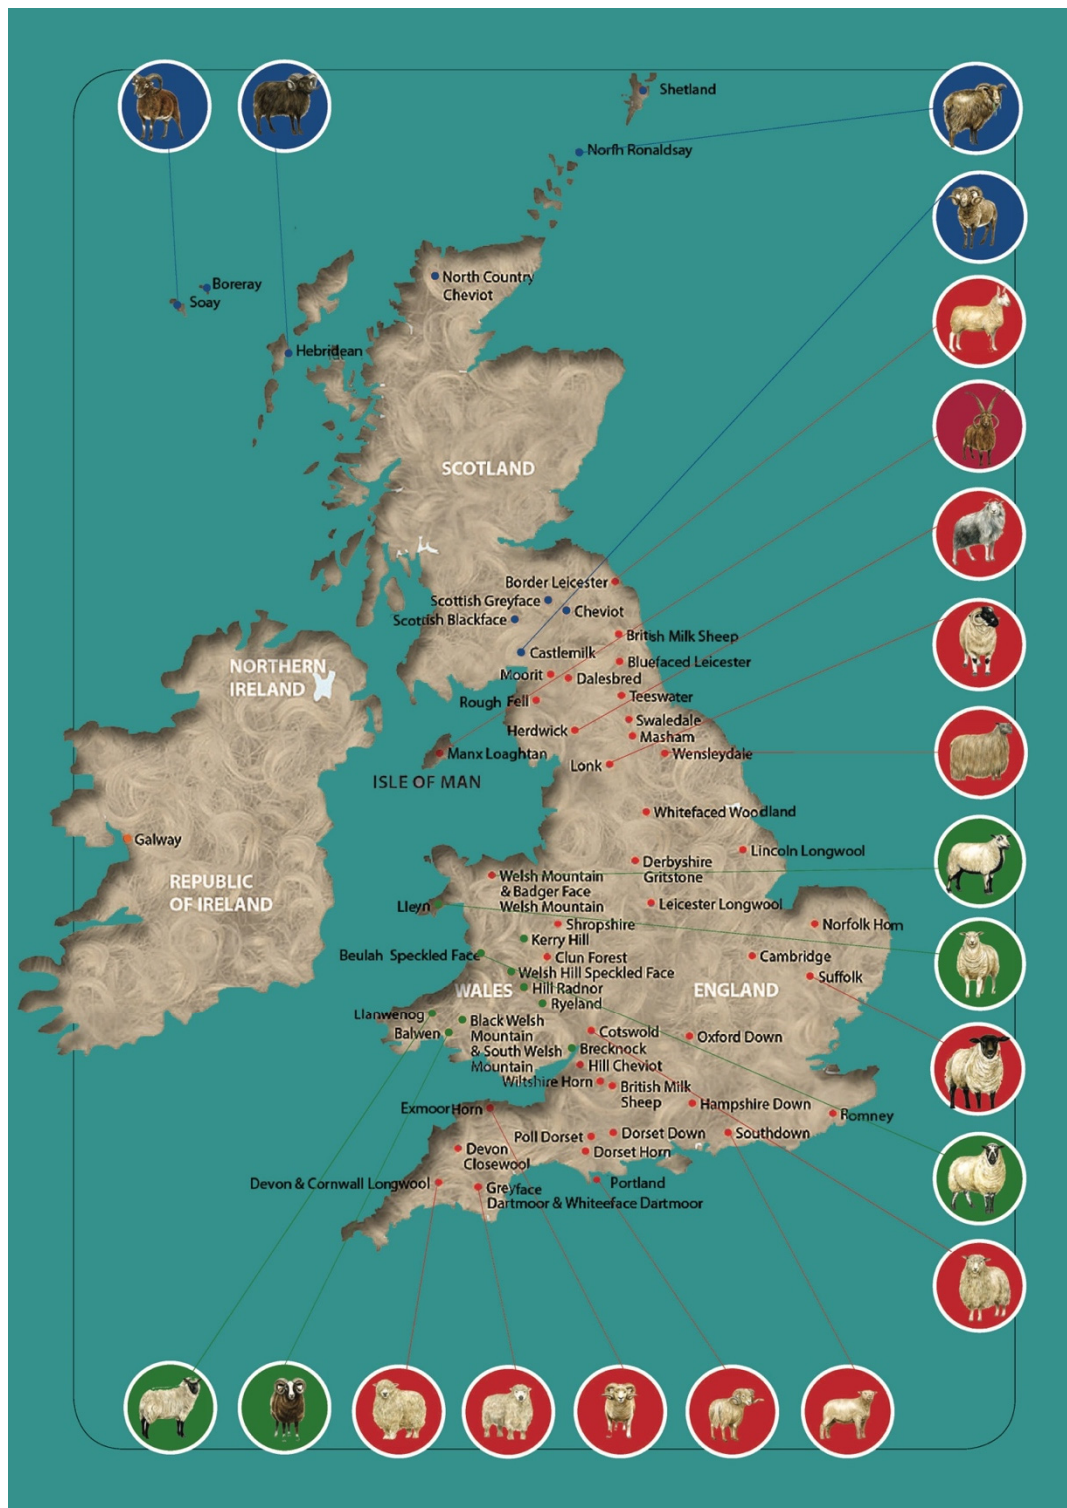 Shetland
Norfh Ronaldsay
North Country
Cheviot
Boreray
Soay
Hebridean
SCOTLAND
Border Leicester
Scottish Greyface
Cheviot
Scottish Blackface
British Milk Sheep
Castlemilk
Bluefaced Leicester
Moorit
Dalesbred
NORTHERN
IRELAND
Rough Fell
Teeswater
Swaledale
Herdwick
Masham
Manx Loaghtan
Wensleydale
Lonk
ISLE OF MAN
Whitefaced Woodland
Galway
Lincoln Longwool
Derbyshire
Gritstone
REPUBLIC
OF IRELAND
Welsh Mountain
& Badger Face
Welsh Mountain
Lleyn
Leicester Longwool
Shropshire
Norfolk Horn
Kerry Hill
Beulah Speckled Face
Clun Forest
Cambridge
Welsh Hill Speckled Face
Suffolk
Hill Radnor
WALES
ENGLAND
Ryeland
Llanwenog
Balwen
Black Welsh
Mountain
& South Welsh
Mountain
Cotswold
Oxford Down
Brecknock
Hill Cheviot
Wiltshire Horn
British Milk
Sheep
Exmoor Horn
Hampshire Down
Romney
Poll Dorset
Dorset Down
Southdown
Devon
Closewool
Dorset Horn
Devon & Cornwall Longwool
Portland
Greyface
Dartmoor & Whiteeface Dartmoor